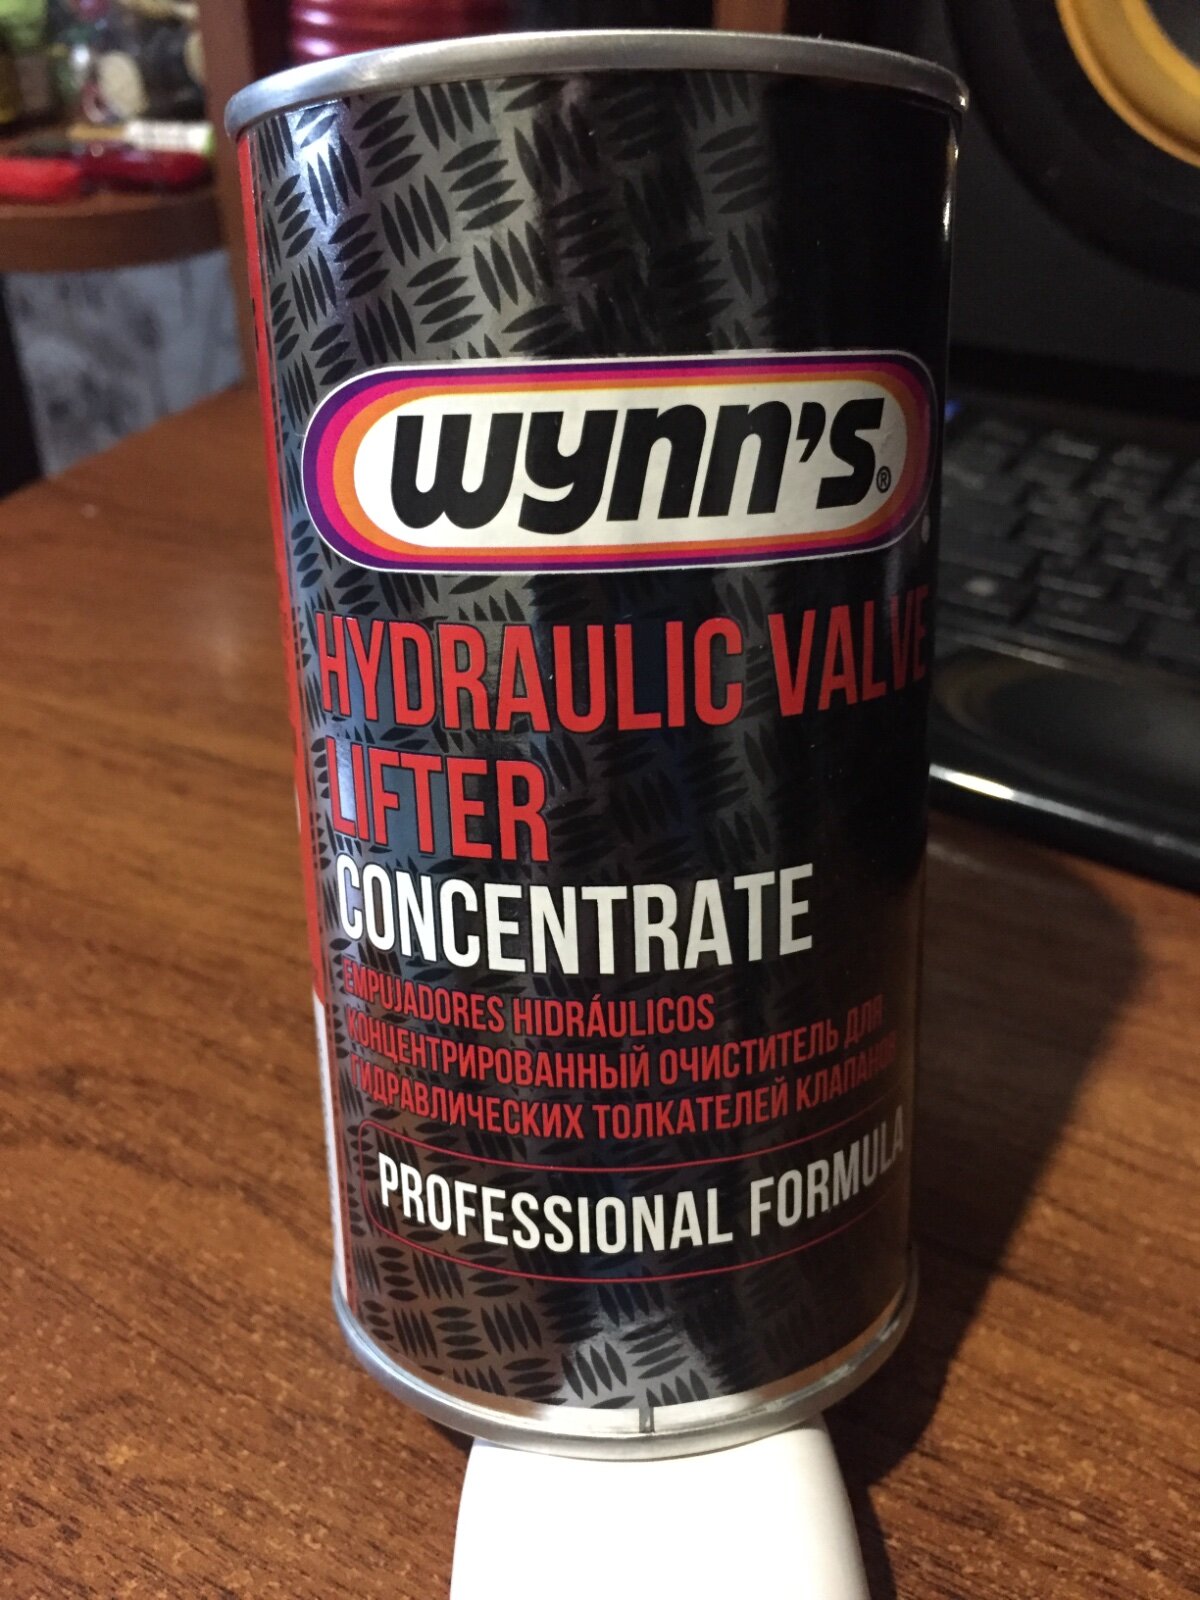 wynn's®
HYDRAULIC VALVE
LIFTER
CONCENTRATE
EMPUJADORES HIDRÁULICOS
КОНЦЕНТРИРОВАННЫЙ ОЧИСТИТЕЛЬ ДЛЯ
ГИДРАВЛИЧЕСКИХ ТОЛКАТЕЛЕЙ КЛАПАНОВ
PROFESSIONAL FORMULA